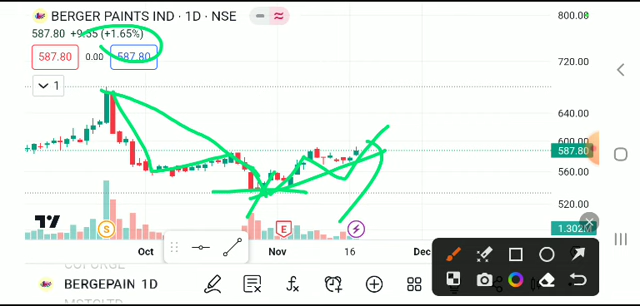 BERGER PAINTS IND · 1D · NSE
587.80 +9.55 (+1.65%)
587.80 0.00 587.80
1
800.00
720.00
640.00
600.00
587.80
560.00
520.00
1.302M
S E
Oct Nov 16 Dec
BERGEPAIN 1D